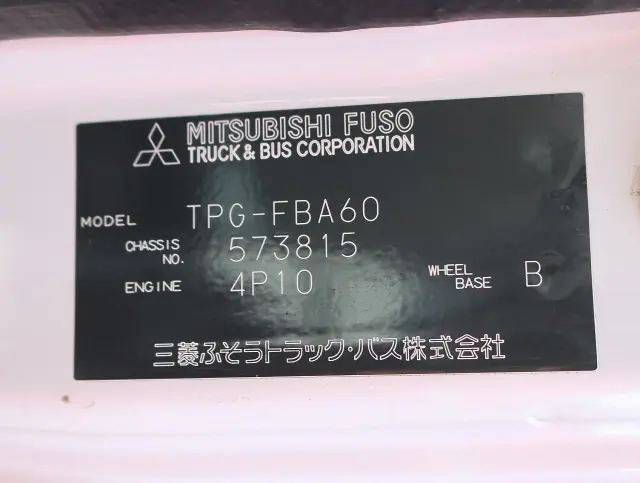 MITSUBISHI FUSO
TRUCK & BUS CORPORATION
MODEL TPG-FBA60
CHASSIS NO. 573815
ENGINE 4P10 WHEEL BASE B
三菱ふそうトラック・バス株式会社